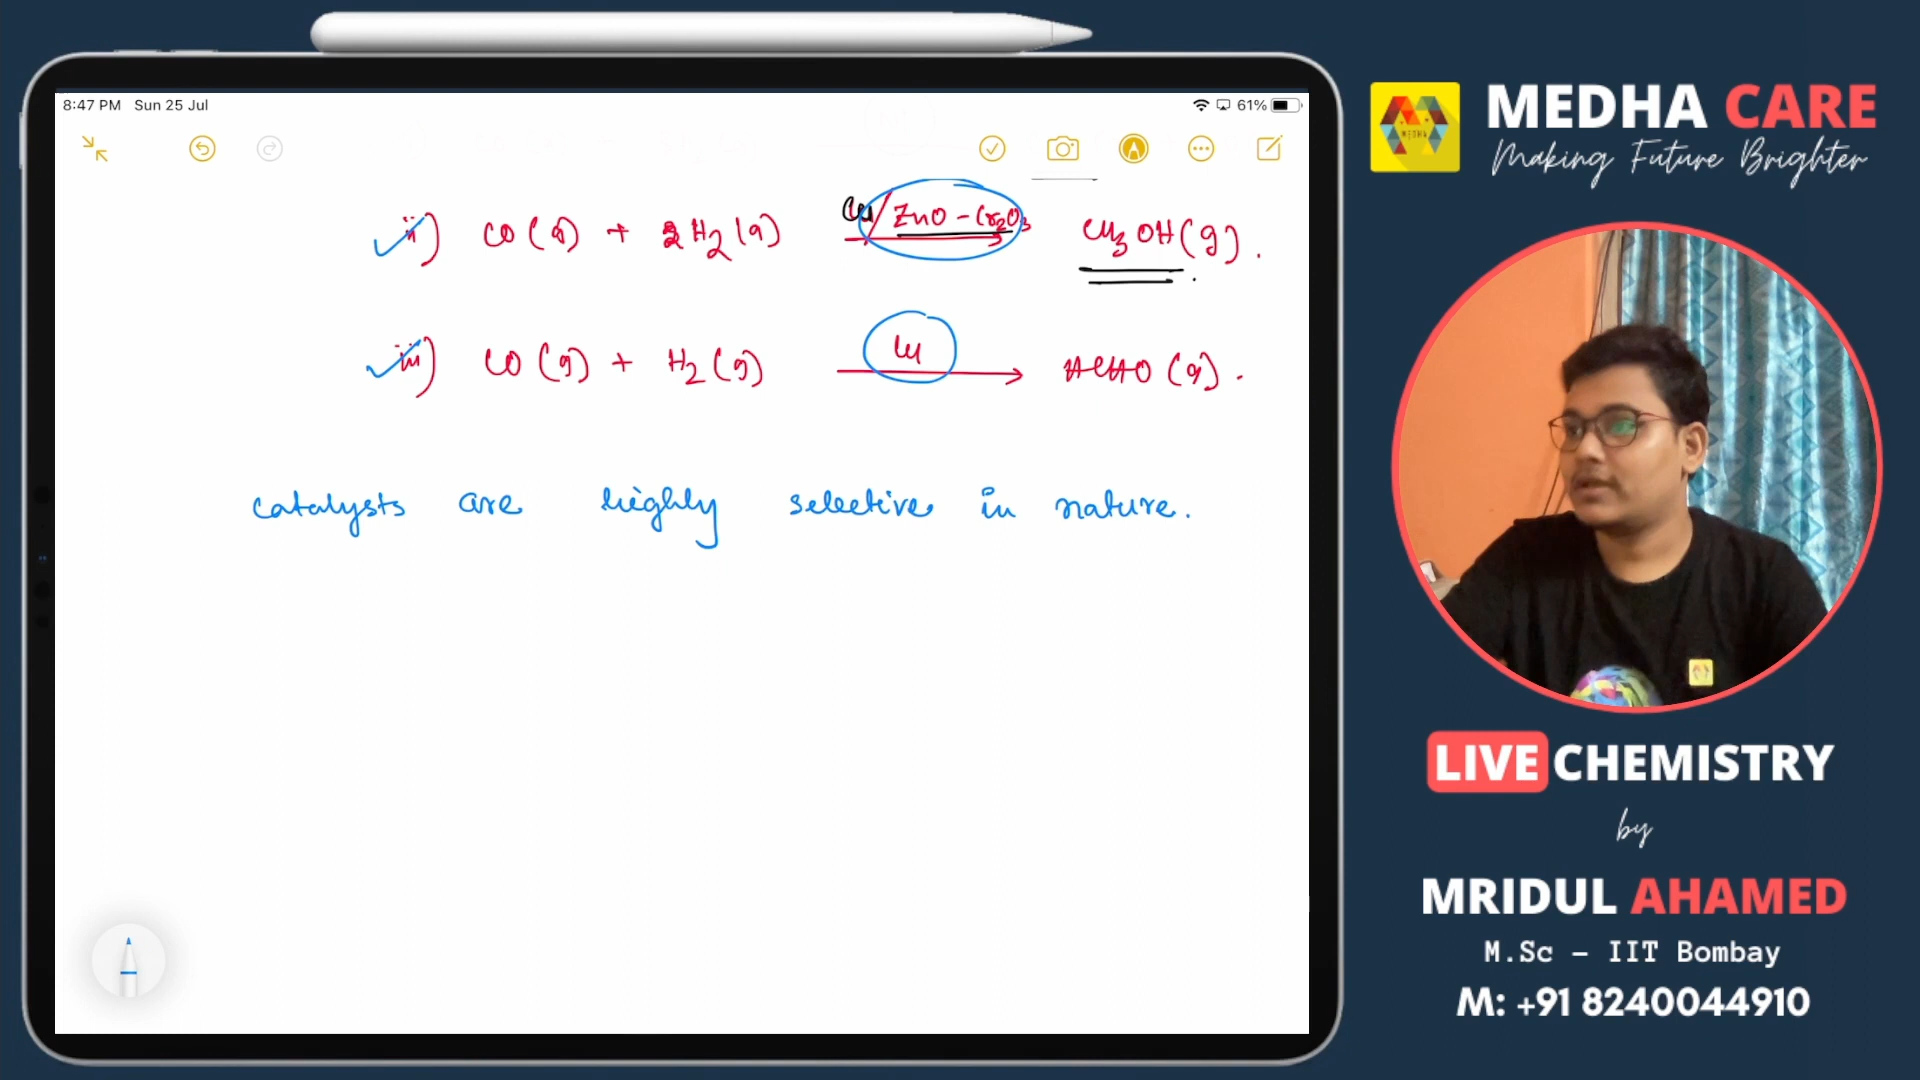 8:47 PM Sun 25 Jul
61%
ii) CO(g) + 2H₂(g) Cu/ZnO-Cr₂O₃ CH₃OH(g).
iii) CO(g) + H₂(g) Cu HCHO(g).
catalysts are highly selective in nature.
MEDHA CARE
MEDHA
Making Future Brighter
LIVE CHEMISTRY
by
MRIDUL AHAMED
M.Sc – IIT Bombay
M: +91 8240044910